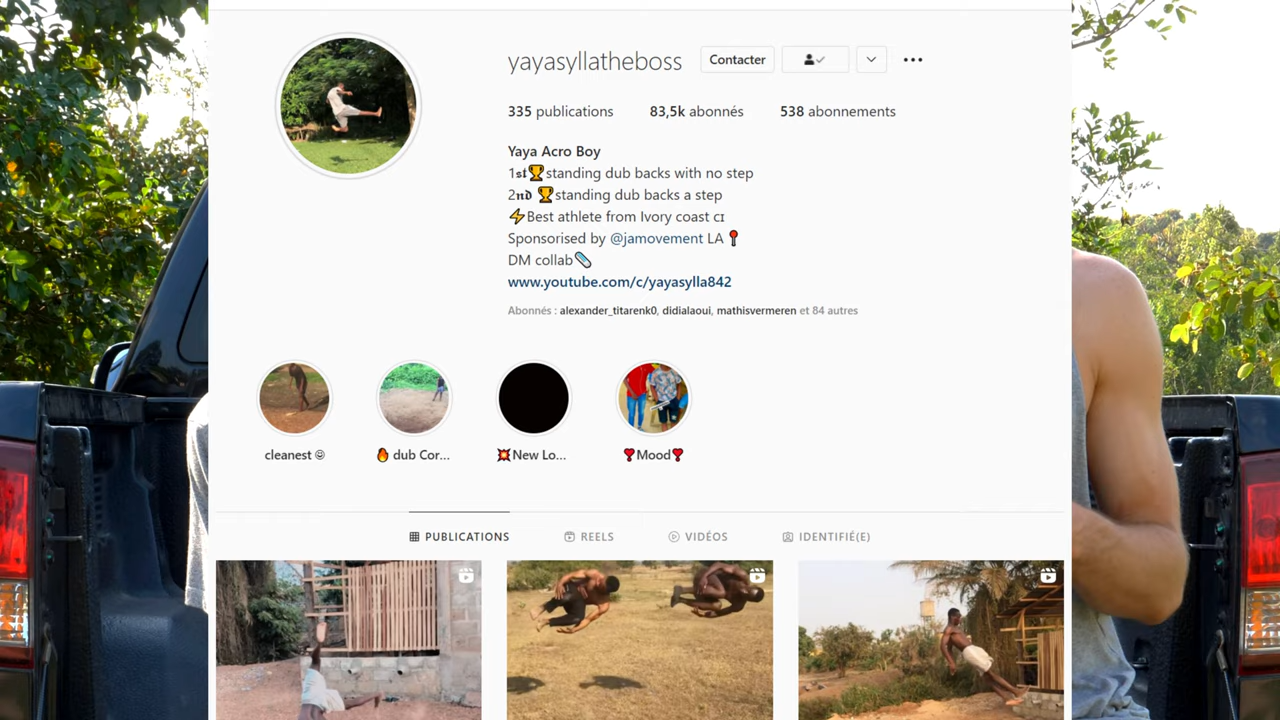 yayasyllatheboss Contacter
335 publications 83,5k abonnés 538 abonnements
Yaya Acro Boy
1𝖘𝖙🏆standing dub backs with no step
2𝖓𝖉 🏆standing dub backs a step
⚡Best athlete from Ivory coast ᴄɪ
Sponsorised by @jamovement LA📍
DM collab💊
www.youtube.com/c/yayasylla842
Abonnés : alexander_titarenk0, didialaoui, mathisvermeren et 84 autres
cleanest 🤩 🔥 dub Cor... 💥New Lo... ❣️Mood❣️
PUBLICATIONS REELS VIDÉOS IDENTIFIÉ(E)